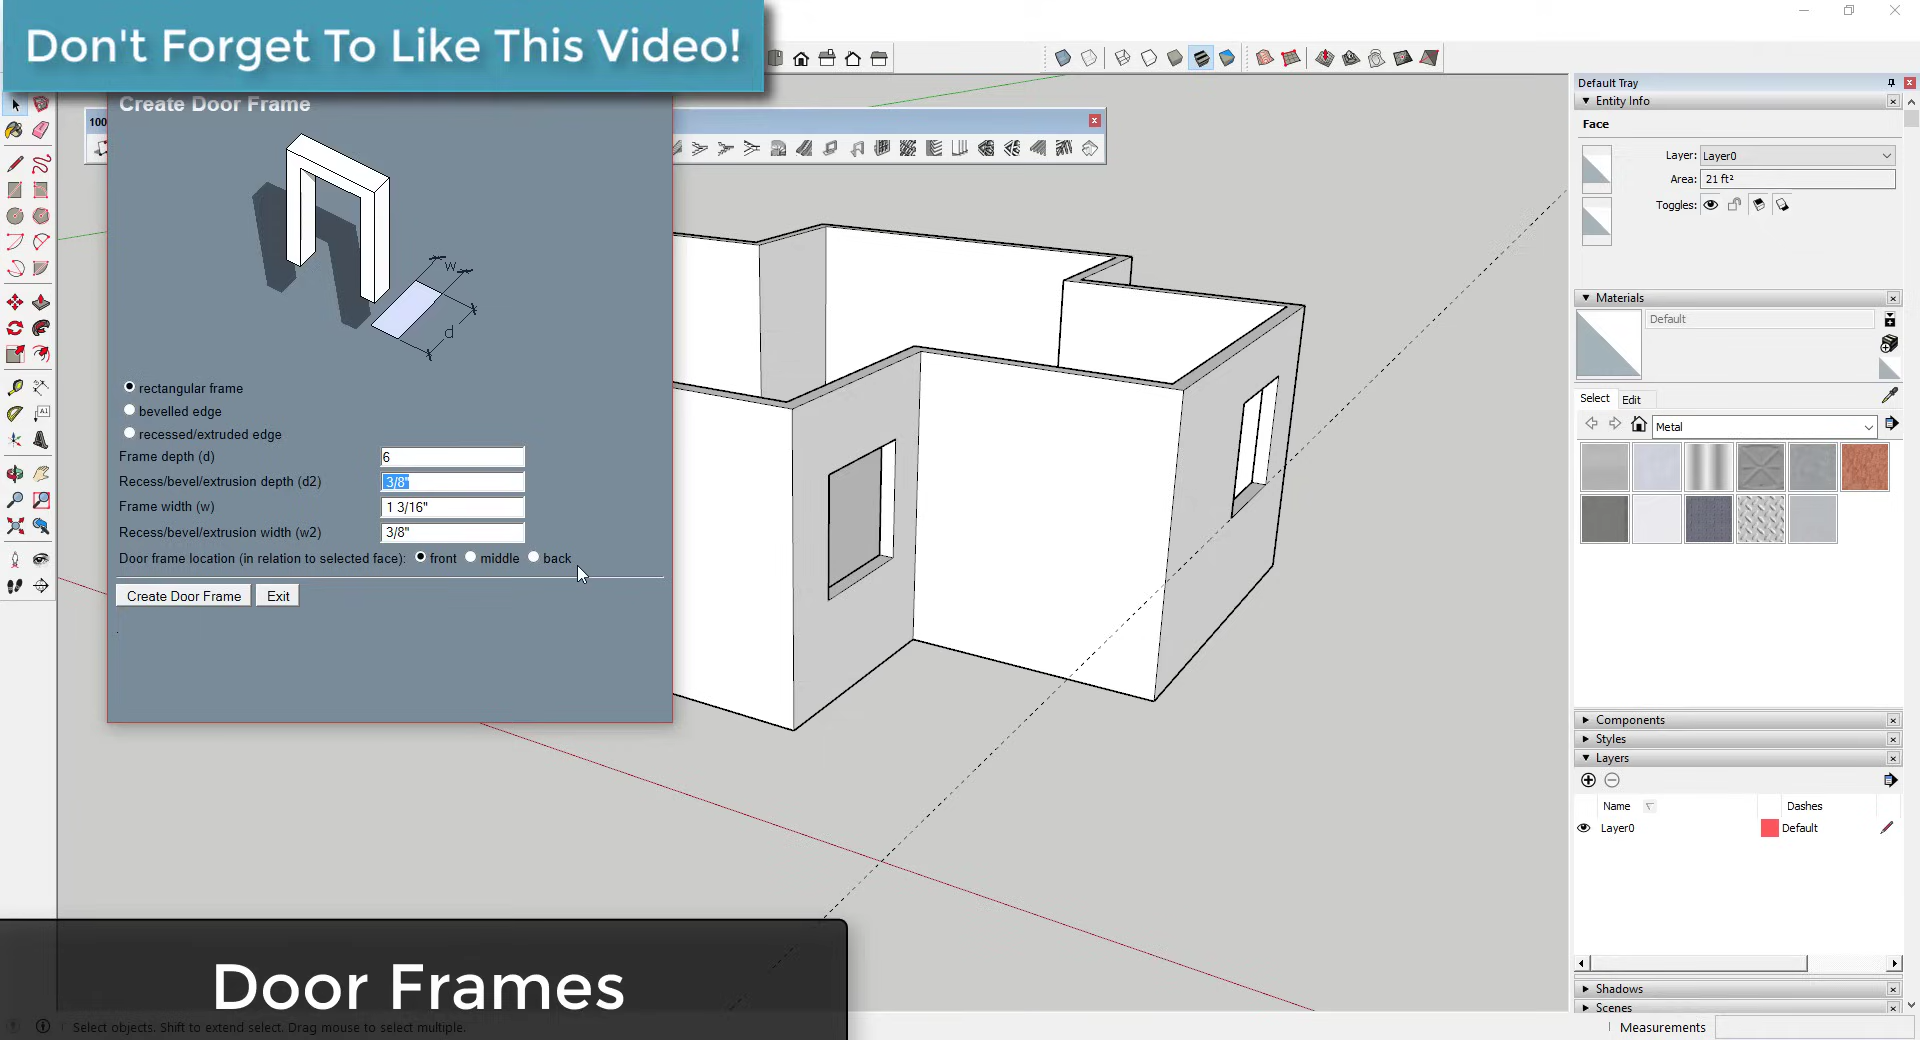 Don't Forget To Like This Video!
Create Door Frame
100
w
d
rectangular frame
bevelled edge
recessed/extruded edge
Frame depth (d) 6
Recess/bevel/extrusion depth (d2) 3/8"
Frame width (w) 1 3/16"
Recess/bevel/extrusion width (w2) 3/8"
Door frame location (in relation to selected face): front middle back
Create Door Frame Exit
Default Tray
Entity Info
Face
Layer: Layer0
Area: 21 ft²
Toggles:
Materials
Default
Select Edit
Metal
Components
Styles
Layers
Name Dashes
Layer0 Default
Shadows
Scenes
Door Frames
Select objects. Shift to extend select. Drag mouse to select multiple.
Measurements